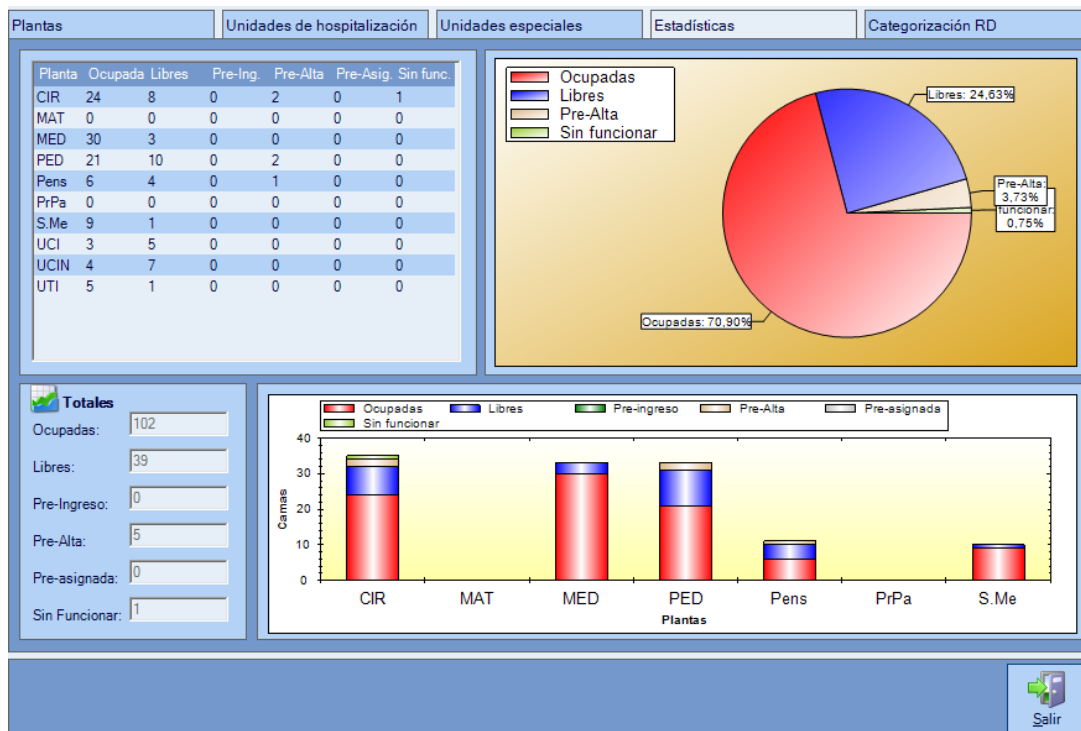 Plantas Unidades de hospitalización Unidades especiales Estadísticas Categorización RD
Planta Ocupada Libres Pre-Ing. Pre-Alta Pre-Asig. Sin func.
CIR 24 8 0 2 0 1
MAT 0 0 0 0 0 0
MED 30 3 0 0 0 0
PED 21 10 0 2 0 0
Pens 6 4 0 1 0 0
PrPa 0 0 0 0 0 0
S.Me 9 1 0 0 0 0
UCI 3 5 0 0 0 0
UCIN 4 7 0 0 0 0
UTI 5 1 0 0 0 0
Ocupadas
Libres
Pre-Alta
Sin funcionar
Libres: 24,63%
Pre-Alta:
3,73%
funcionar:
0,75%
Ocupadas: 70,90%
Totales
Ocupadas: 102
Libres: 39
Pre-Ingreso: 0
Pre-Alta: 5
Pre-asignada: 0
Sin Funcionar: 1
Ocupadas Libres Pre-ingreso Pre-Alta Pre-asignada
Sin funcionar
40
30
20
10
0
Camas
CIR MAT MED PED Pens PrPa S.Me
Plantas
Salir